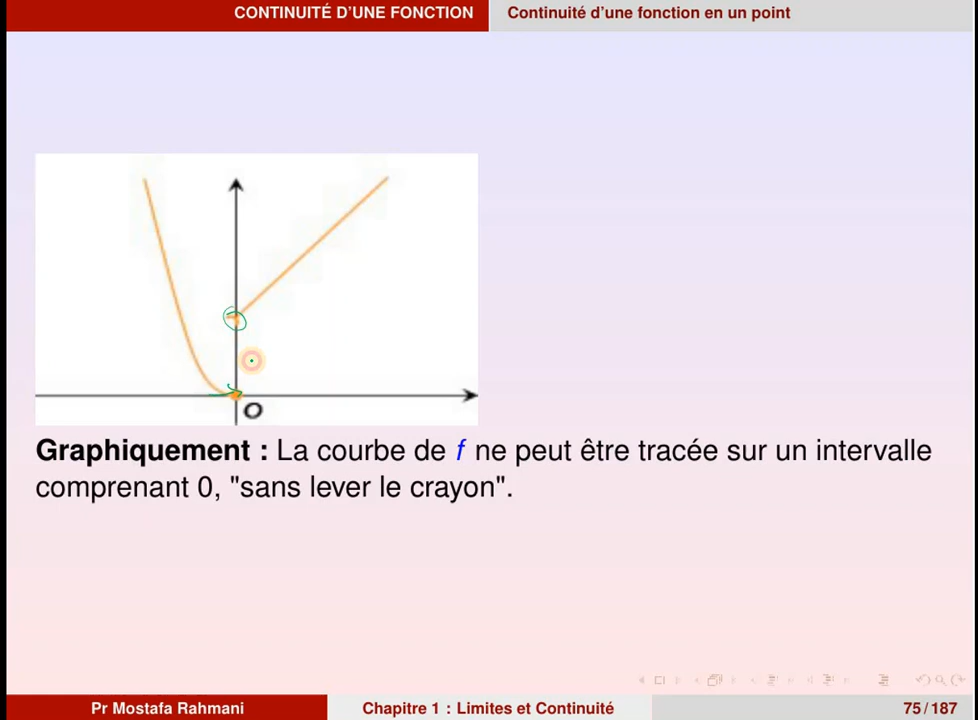 CONTINUITÉ D'UNE FONCTION Continuité d'une fonction en un point
O
Graphiquement : La courbe de f ne peut être tracée sur un intervalle
comprenant 0, "sans lever le crayon".
Pr Mostafa Rahmani Chapitre 1 : Limites et Continuité 75 / 187